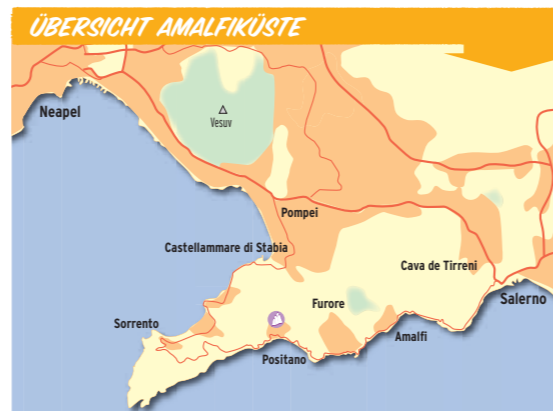 ÜBERSICHT AMALFIKÜSTE
Neapel
Vesuv
Pompei
Castellammare di Stabia
Cava de Tirreni
Salerno
Furore
Sorrento
Amalfi
Positano